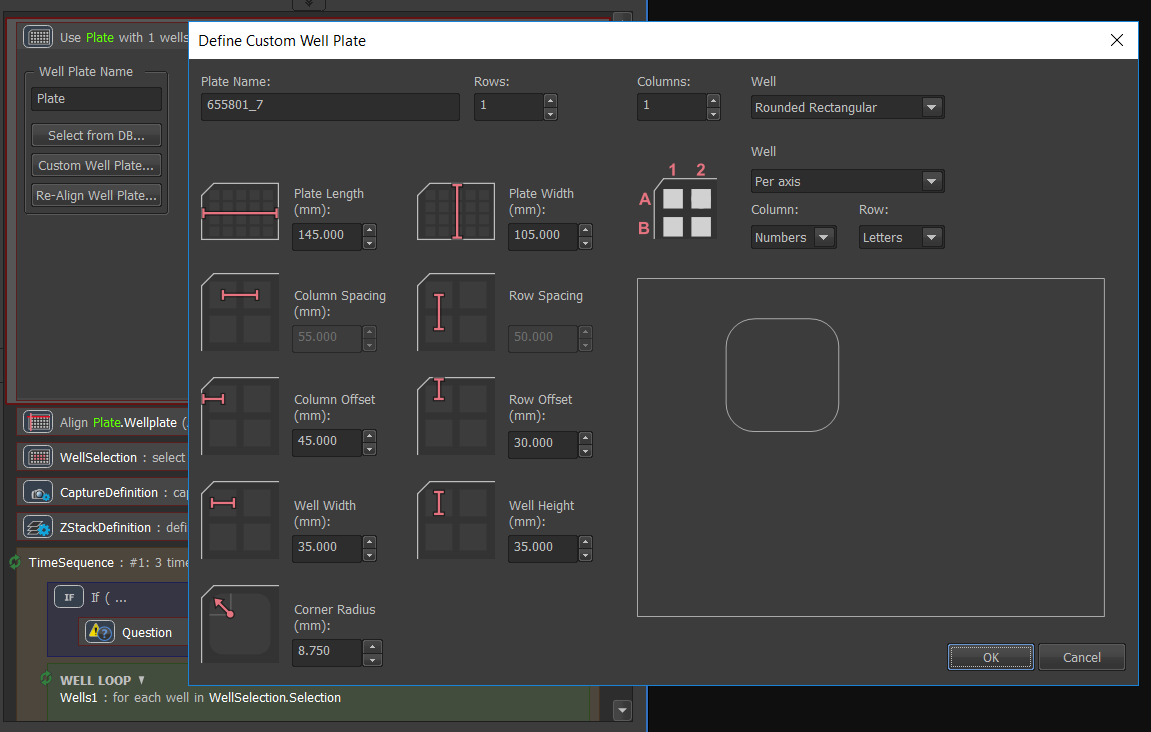 Use Plate with 1 wells
Well Plate Name
Plate
Select from DB...
Custom Well Plate...
Re-Align Well Plate...
Align Plate.Wellplate (
WellSelection : select
CaptureDefinition : cap
ZStackDefinition : defi
TimeSequence : #1: 3 time
IF If ( ...
Question
WELL LOOP
Wells1 : for each well in WellSelection.Selection
Define Custom Well Plate
Plate Name:
655801_7
Rows:
1
Columns:
1
Well
Rounded Rectangular
Plate Length
(mm):
145.000
Plate Width
(mm):
105.000
1 2
A
B
Well
Per axis
Column:
Numbers
Row:
Letters
Column Spacing
(mm):
55.000
Row Spacing
50.000
Column Offset
(mm):
45.000
Row Offset
(mm):
30.000
Well Width
(mm):
35.000
Well Height
(mm):
35.000
Corner Radius
(mm):
8.750
OK
Cancel